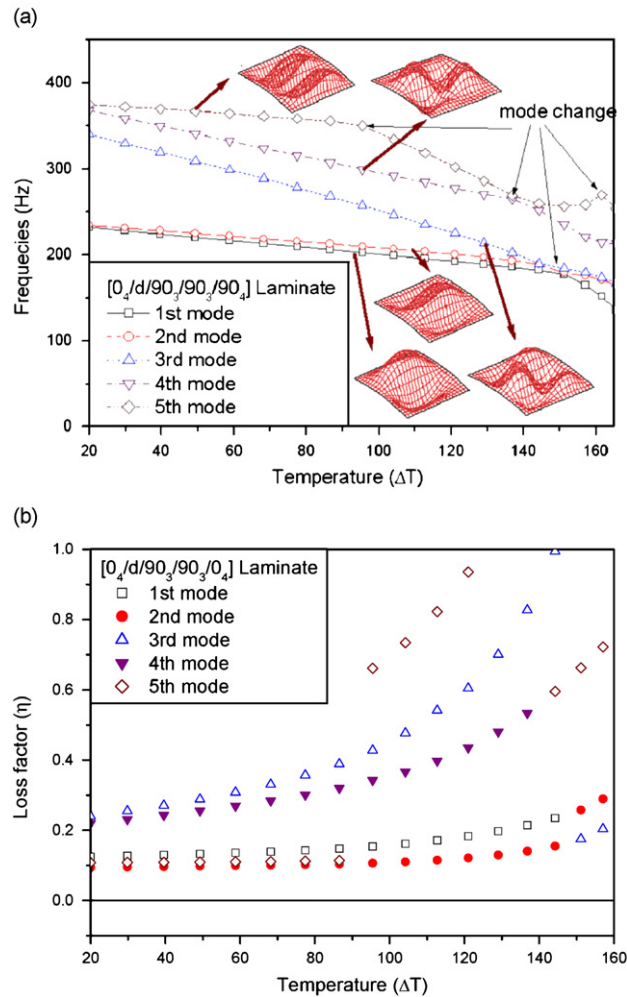 (a)
400
300
200
100
0
Frequecies (Hz)
mode change
[0₄/d/90₃/90₃/90₄] Laminate
1st mode
2nd mode
3rd mode
4th mode
5th mode
20 40 60 80 100 120 140 160
Temperature (ΔT)
(b)
1.0
0.8
0.6
0.4
0.2
0.0
Loss factor (η)
[0₄/d/90₃/90₃/0₄] Laminate
1st mode
2nd mode
3rd mode
4th mode
5th mode
20 40 60 80 100 120 140 160
Temperature (ΔT)